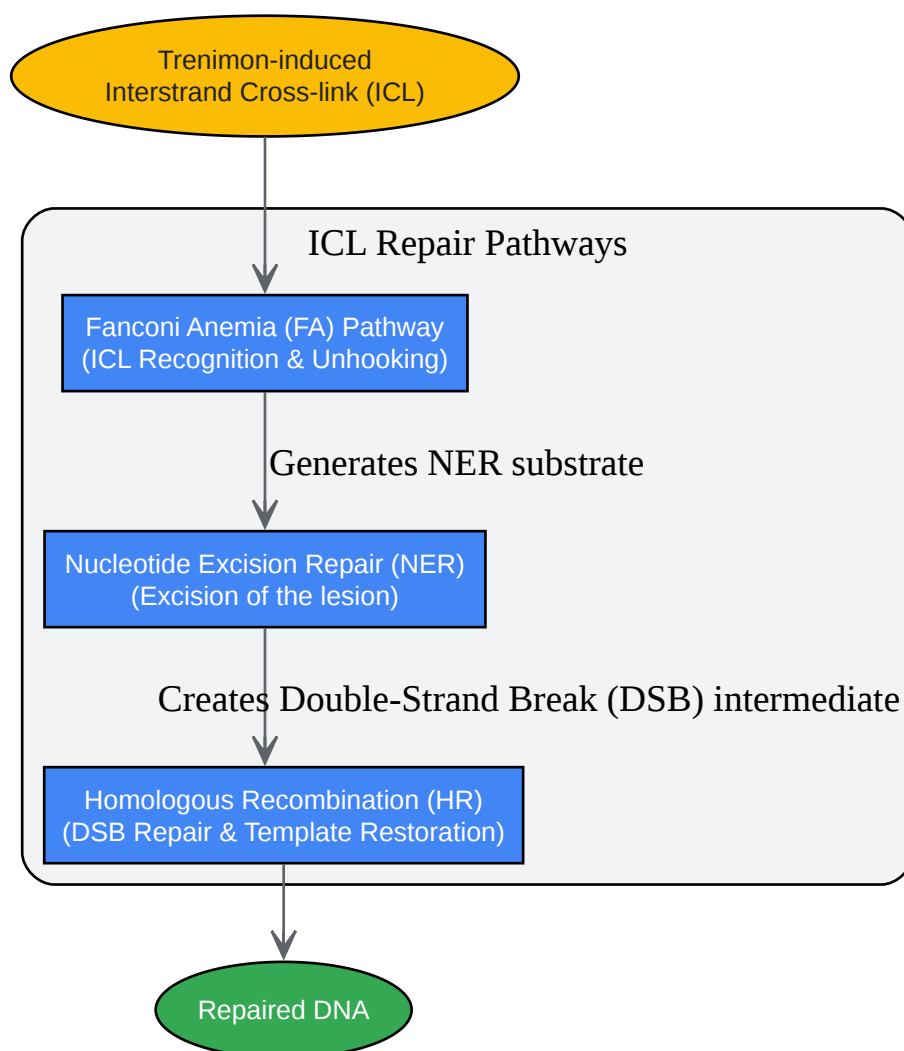 Trenimon-induced
Interstrand Cross-link (ICL)
ICL Repair Pathways
Fanconi Anemia (FA) Pathway
(ICL Recognition & Unhooking)
Generates NER substrate
Nucleotide Excision Repair (NER)
(Excision of the lesion)
Creates Double-Strand Break (DSB) intermediate
Homologous Recombination (HR)
(DSB Repair & Template Restoration)
Repaired DNA